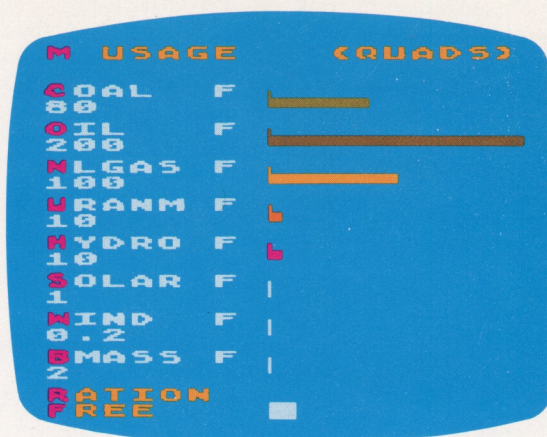 M USAGE (QUADS)
COAL F
80
OIL F
200
NLGAS F
100
URANM F
10
HYDRO F
10
SOLAR F
1
WIND F
0.2
BMASS F
2
RATION
FREE